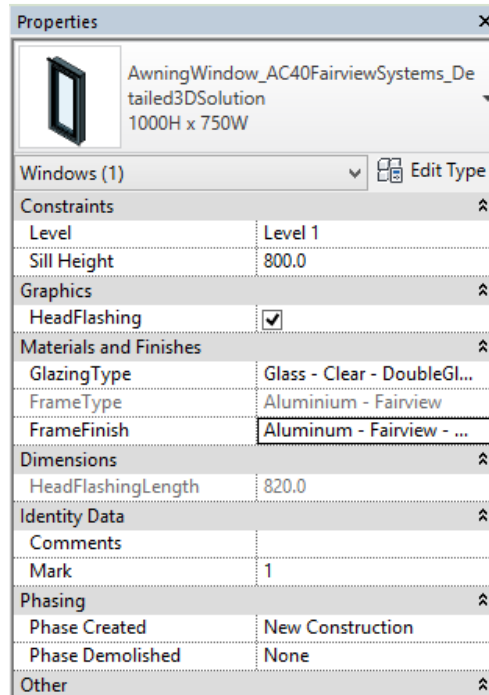 Properties
AwningWindow_AC40FairviewSystems_De
tailed3DSolution
1000H x 750W
Windows (1) Edit Type
Constraints
Level Level 1
Sill Height 800.0
Graphics
HeadFlashing
Materials and Finishes
GlazingType Glass - Clear - DoubleGl...
FrameType Aluminium - Fairview
FrameFinish Aluminum - Fairview - ...
Dimensions
HeadFlashingLength 820.0
Identity Data
Comments
Mark 1
Phasing
Phase Created New Construction
Phase Demolished None
Other